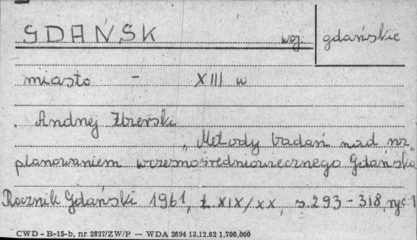 GDAŃSK woj. gdańskie
miasto - XIII w
Andrzej Zbierski
"Metody badań nad roz-
planowaniem wczesnośredniowiecznego Gdańska
Rocznik Gdański 1961, t. XIX/XX, s. 293-318, ryc 1
CWD - B-15-b, nr 2827/ZW/P — WDA 2694 13.12.62 1.700.000